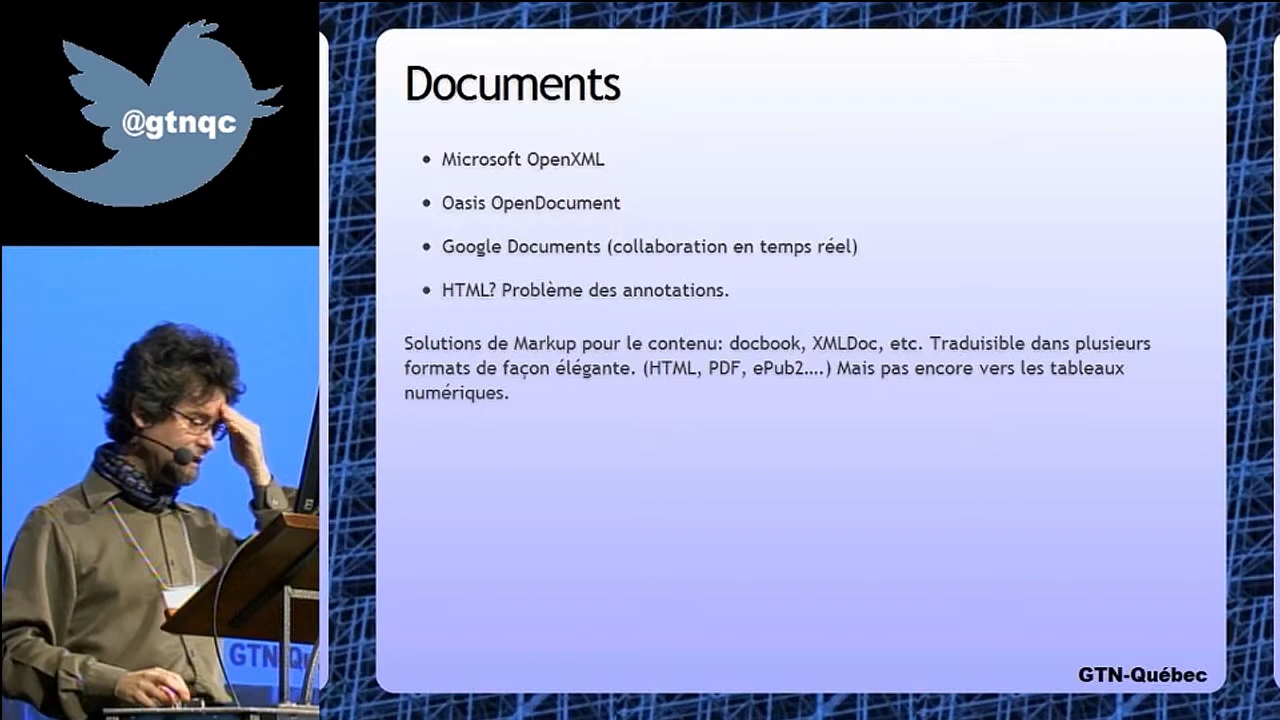 @gtnqc
Documents
• Microsoft OpenXML
• Oasis OpenDocument
• Google Documents (collaboration en temps réel)
• HTML? Problème des annotations.
Solutions de Markup pour le contenu: docbook, XMLDoc, etc. Traduisible dans plusieurs
formats de façon élégante. (HTML, PDF, ePub2....) Mais pas encore vers les tableaux
numériques.
GTN-Qu
GTN-Québec